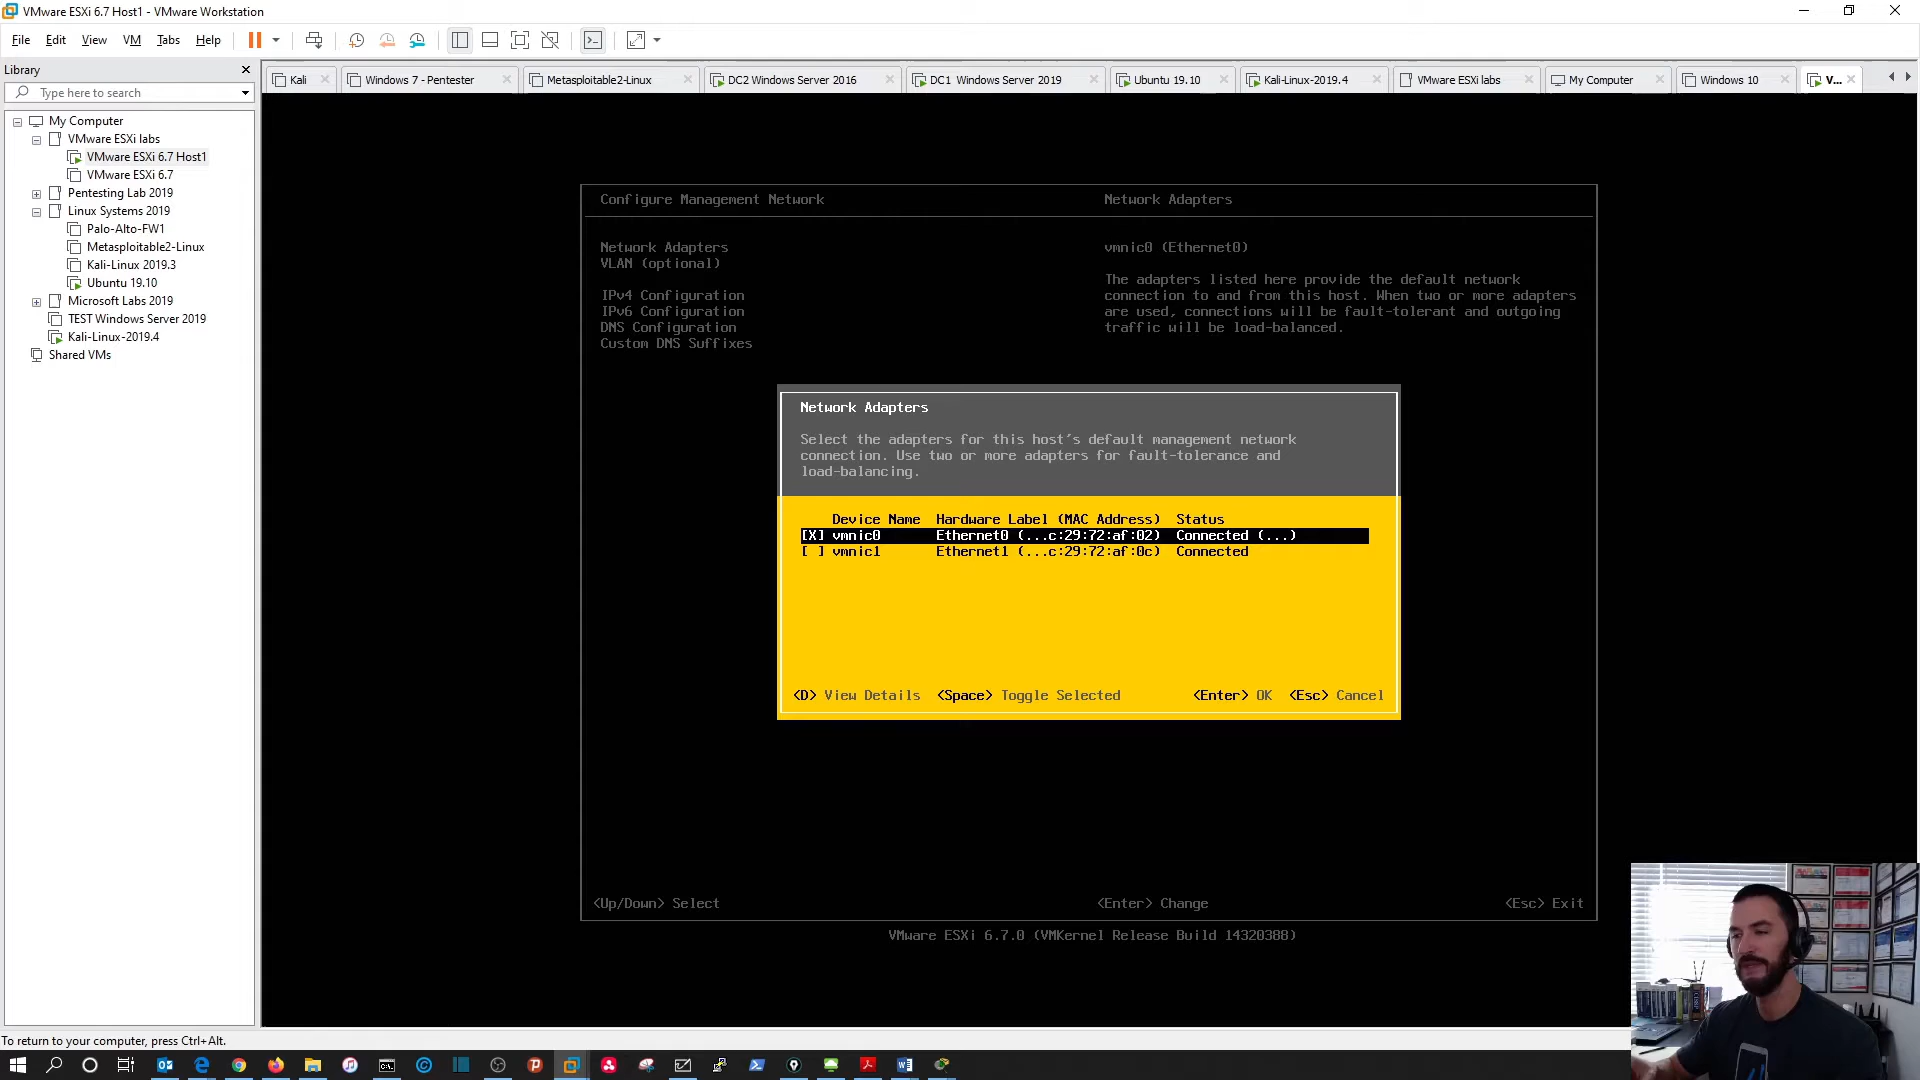 VMware ESXi 6.7 Host1 - VMware Workstation
File Edit View VM Tabs Help
Library
Type here to search
My Computer
VMware ESXi labs
VMware ESXi 6.7 Host1
VMware ESXi 6.7
Pentesting Lab 2019
Linux Systems 2019
Palo-Alto-FW1
Metasploitable2-Linux
Kali-Linux 2019.3
Ubuntu 19.10
Microsoft Labs 2019
TEST Windows Server 2019
Kali-Linux-2019.4
Shared VMs
Kali Windows 7 - Pentester Metasploitable2-Linux DC2 Windows Server 2016 DC1 Windows Server 2019 Ubuntu 19.10 Kali-Linux-2019.4 VMware ESXi labs My Computer Windows 10 V...
Configure Management Network Network Adapters
Network Adapters
VLAN (optional)
IPv4 Configuration
IPv6 Configuration
DNS Configuration
Custom DNS Suffixes
vmnic0 (Ethernet0)
The adapters listed here provide the default network
connection to and from this host. When two or more adapters
are used, connections will be fault-tolerant and outgoing
traffic will be load-balanced.
Network Adapters
Select the adapters for this host's default management network
connection. Use two or more adapters for fault-tolerance and
load-balancing.
Device Name Hardware Label (MAC Address) Status
[X] vmnic0 Ethernet0 (...c:29:72:af:02) Connected (...)
[ ] vmnic1 Ethernet1 (...c:29:72:af:0c) Connected
<D> View Details <Space> Toggle Selected <Enter> OK <Esc> Cancel
<Up/Down> Select <Enter> Change <Esc> Exit
VMware ESXi 6.7.0 (VMKernel Release Build 14320388)
To return to your computer, press Ctrl+Alt.